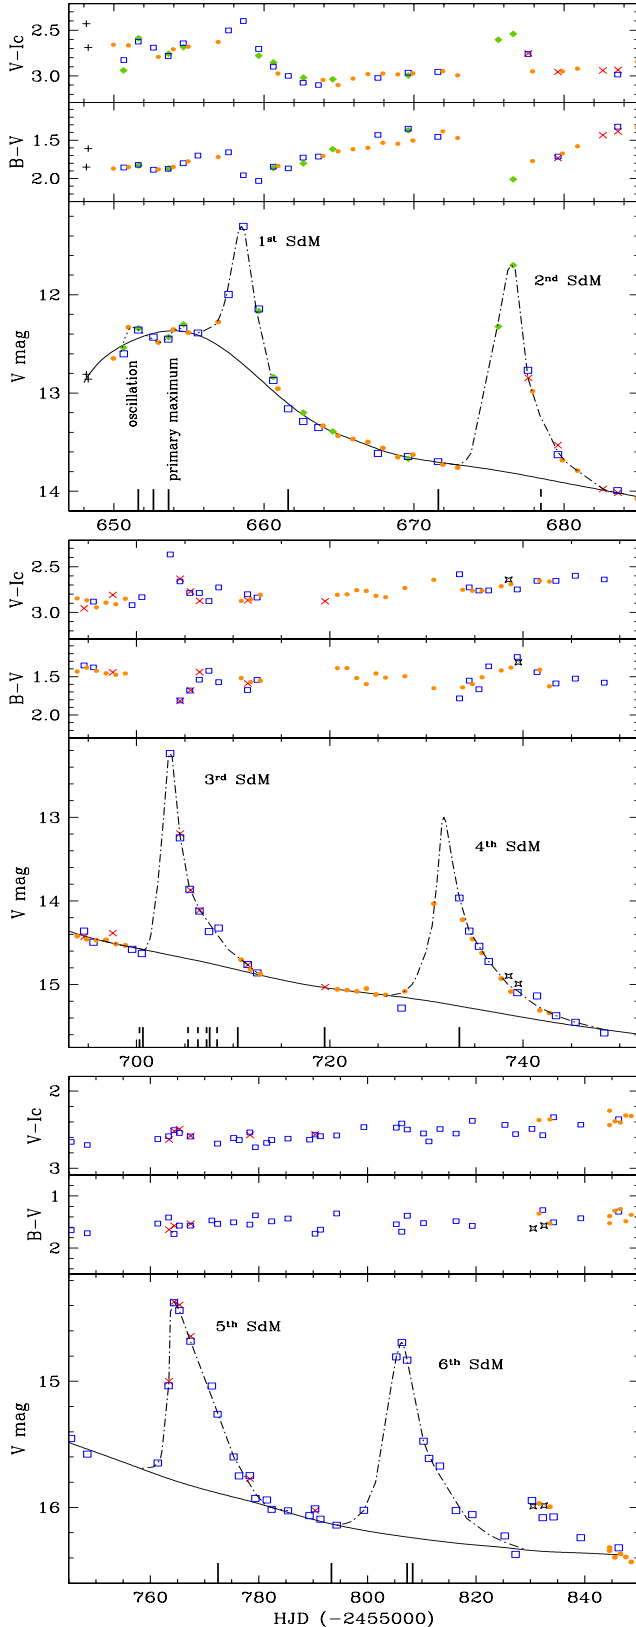 2.5
3.0
V−Ic
1.5
2.0
B−V
1st SdM
2nd SdM
12
13
14
V mag
oscillation
primary maximum
650
660
670
680
2.5
3.0
V−Ic
1.5
2.0
B−V
3rd SdM
4th SdM
13
14
15
V mag
700
720
740
2
3
V−Ic
1
2
B−V
5th SdM
6th SdM
15
16
V mag
760
780
800
820
840
HJD (−2455000)